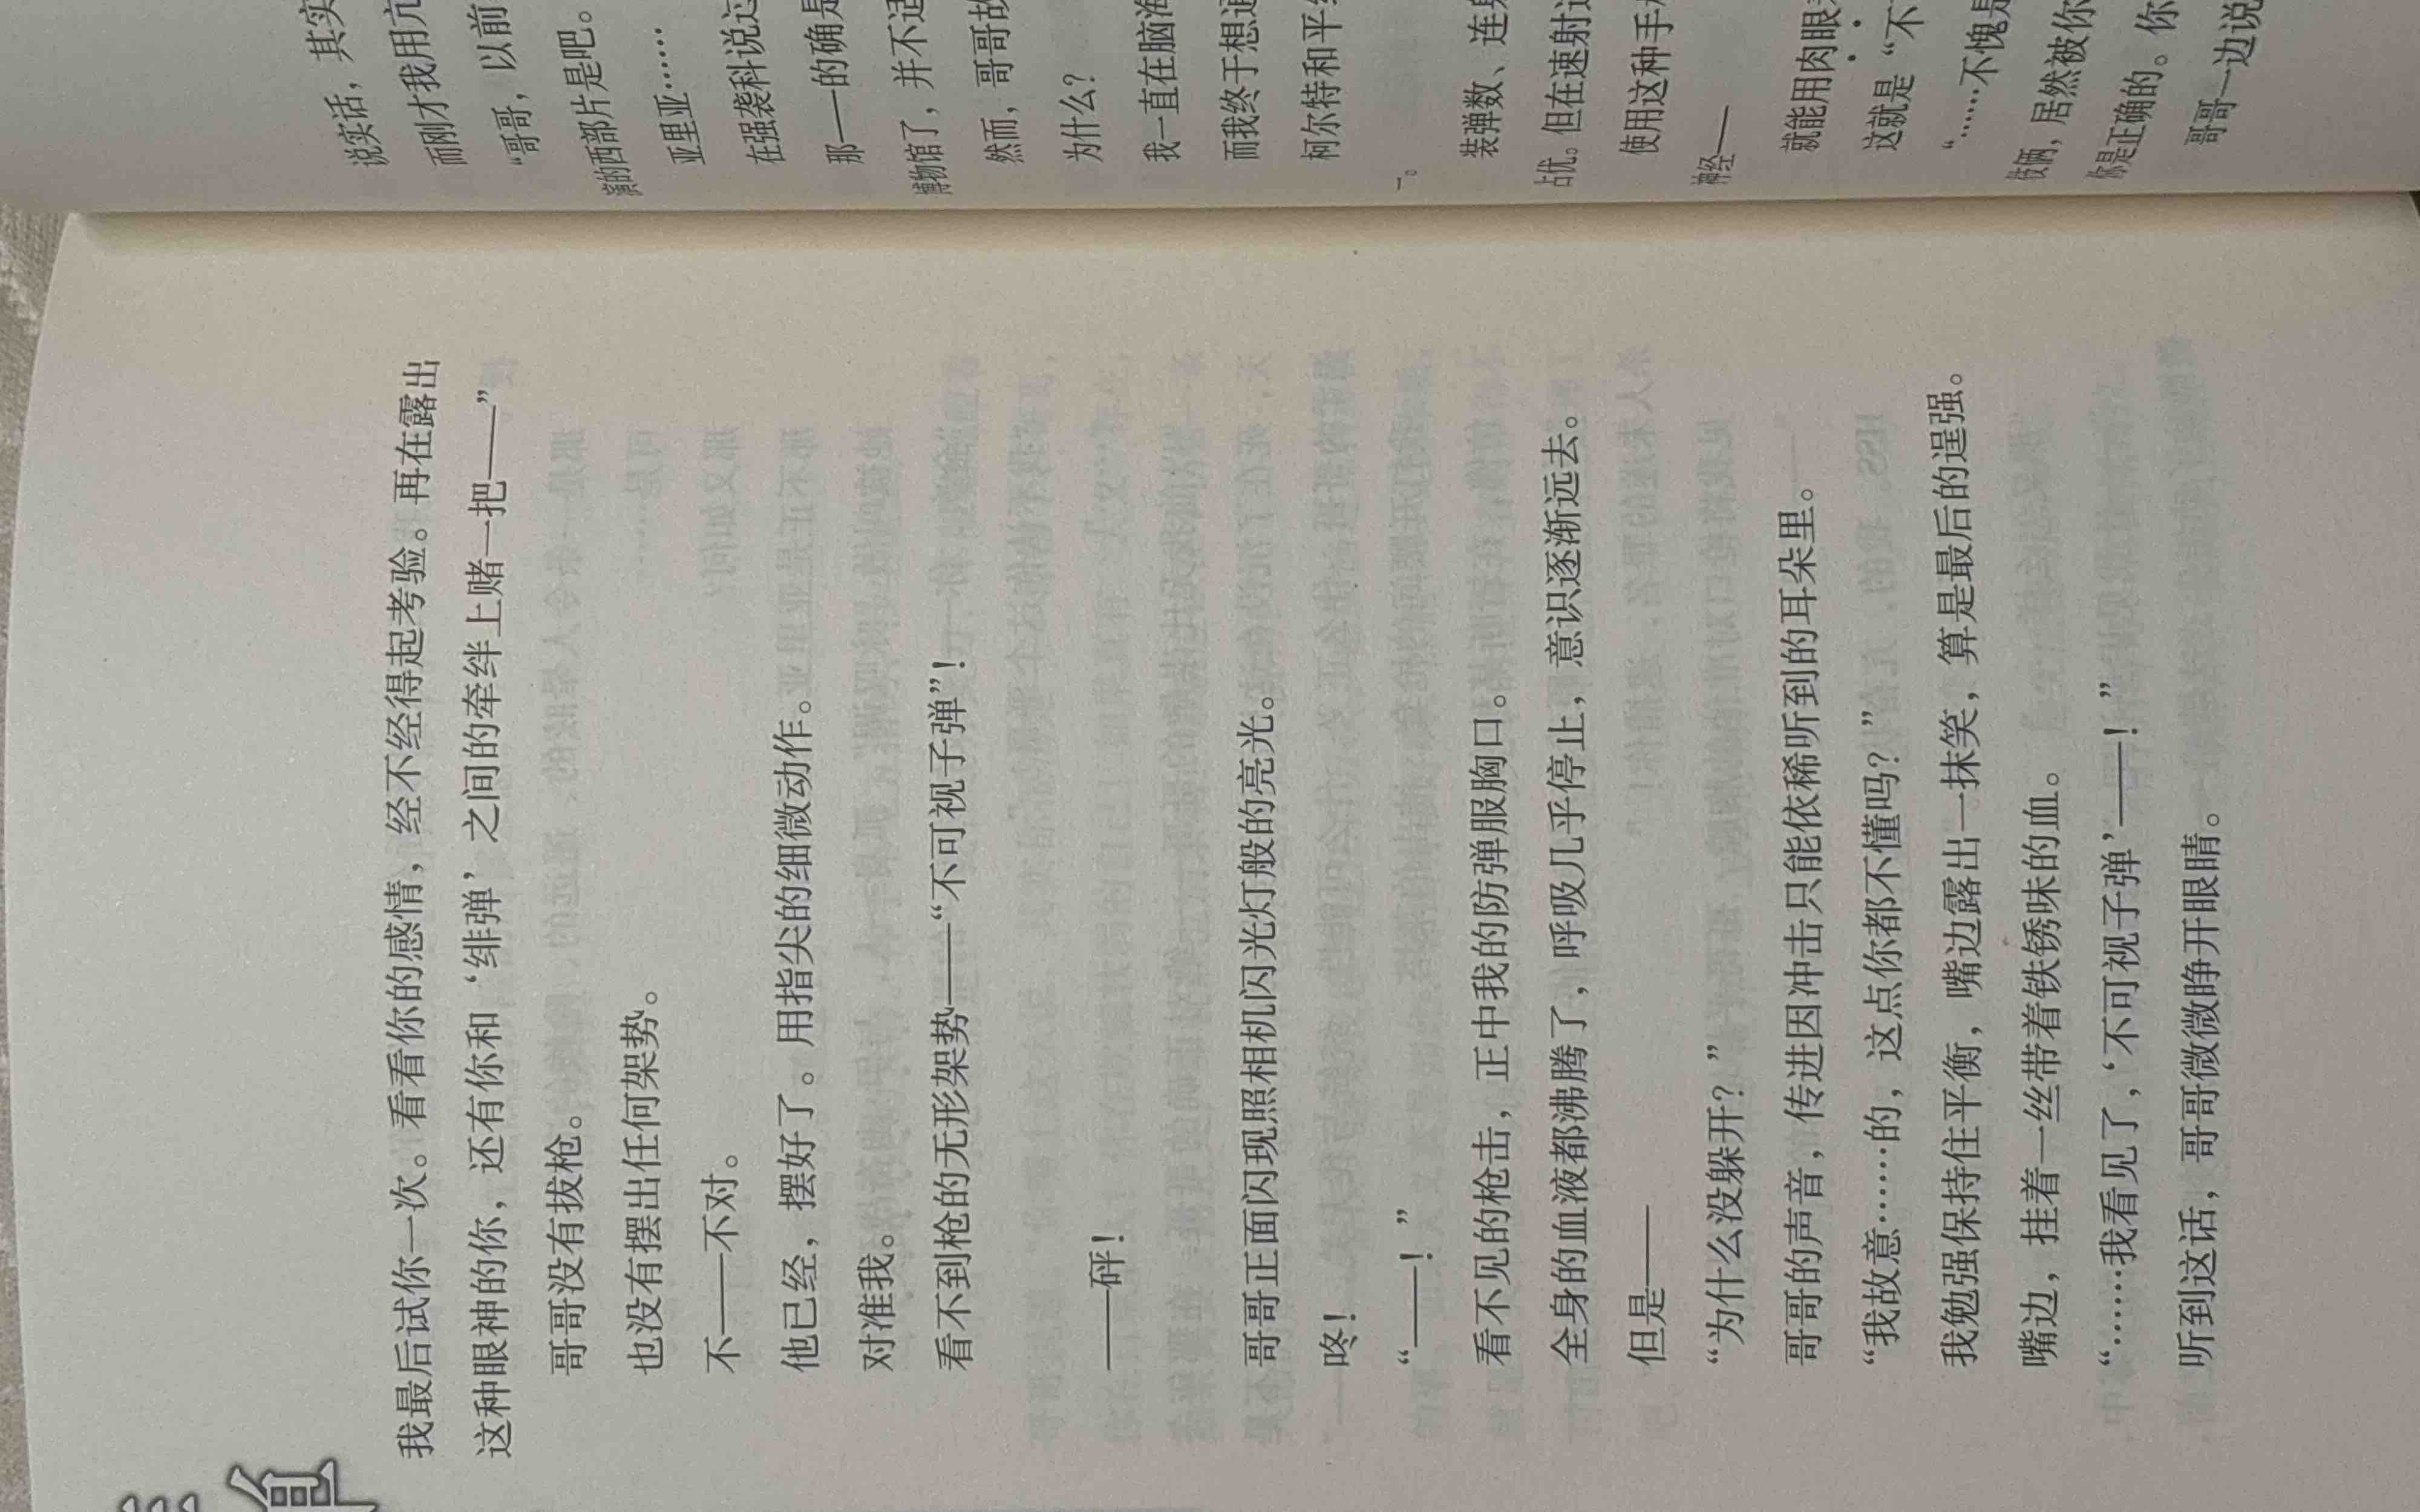 弹
我最后试你一次。看看你的感情，经不经得起考验。再在露出
这种眼神的你，还有你和‘绯弹’之间的牵绊上赌一把——”
哥哥没有拔枪。
也没有摆出任何架势。
不——不对。
他已经，摆好了。用指尖的细微动作。
对准我。
看不到枪的无形架势——“不可视子弹”！
——砰！
哥哥正面闪现照相机闪光灯般的亮光。
咚！
“——！”
看不见的枪击，正中我的防弹服胸口。
全身的血液都沸腾了，呼吸几乎停止，意识逐渐远去。
但是——
“为什么没躲开？”
哥哥的声音，传进因冲击只能依稀听到的耳朵里。
“我故意……的，这点你都不懂吗？”
我勉强保持住平衡，嘴边露出一抹笑，算是最后的逞强。
嘴边，挂着一丝带着铁锈味的血。
“……我看见了，‘不可视子弹’——！”
听到这话，哥哥微微睁开眼睛。
说实话，其实
而刚才我用亢
“哥哥，以前
演的西部片是吧。
亚里亚……
在强袭科说过
那——的确是
博物馆了，并不适
然而，哥哥故
为什么？
我一直在脑海
而我终于想通
柯尔特和平
一。
装弹数、连射
占优。但在速射
使用这种手
神经——
就能用肉眼
这就是“不
“……不愧是
伎俩，居然被你
你是正确的。你
哥哥一边说